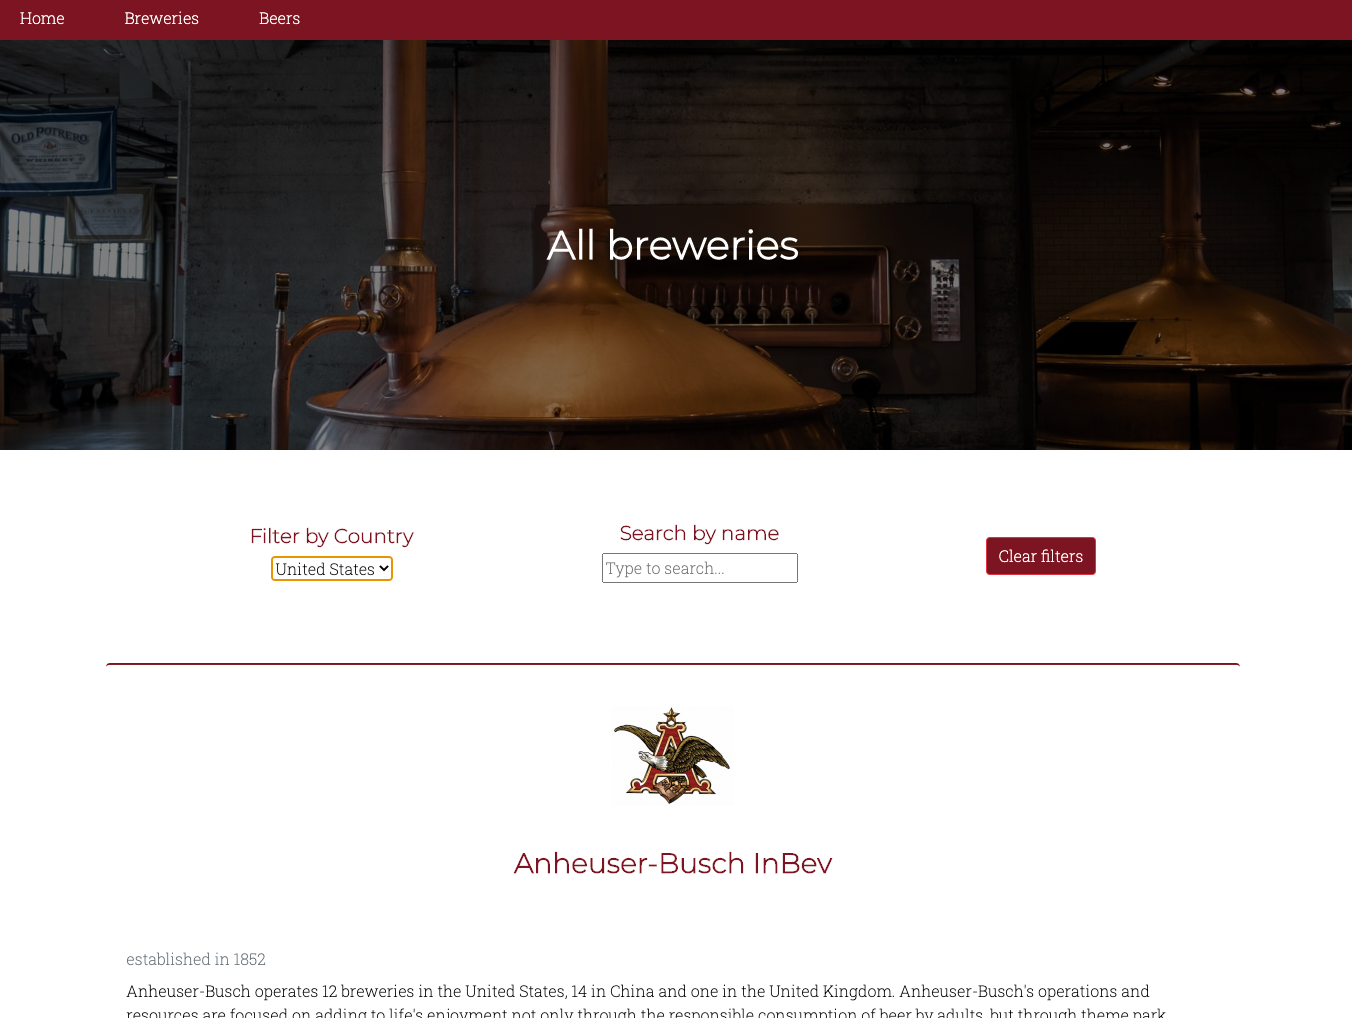 Home
Breweries
Beers
OLD POTRERO
WHISKEY
All breweries
Filter by Country
United States
Search by name
Type to search...
Clear filters
Anheuser-Busch InBev
established in 1852
Anheuser-Busch operates 12 breweries in the United States, 14 in China and one in the United Kingdom. Anheuser-Busch's operations and
resources are focused on adding to life's enjoyment not only through the responsible consumption of beer by adults, but through theme park